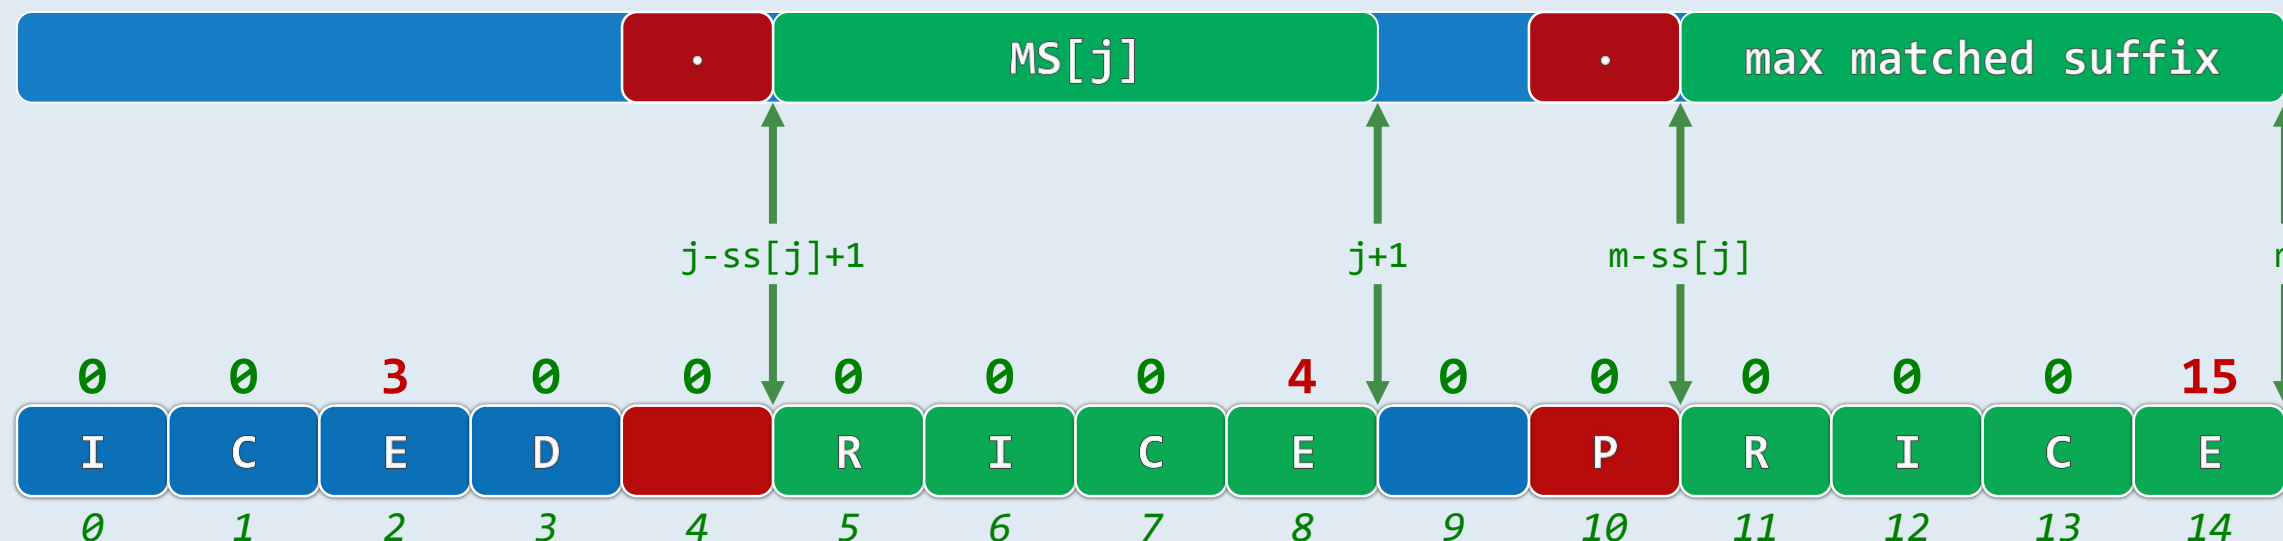 · MS[j] · max matched suffix
j-ss[j]+1 j+1 m-ss[j]
0 0 3 0 0 0 0 0 4 0 0 0 0 0 15
I C E D R I C E P R I C E
0 1 2 3 4 5 6 7 8 9 10 11 12 13 14